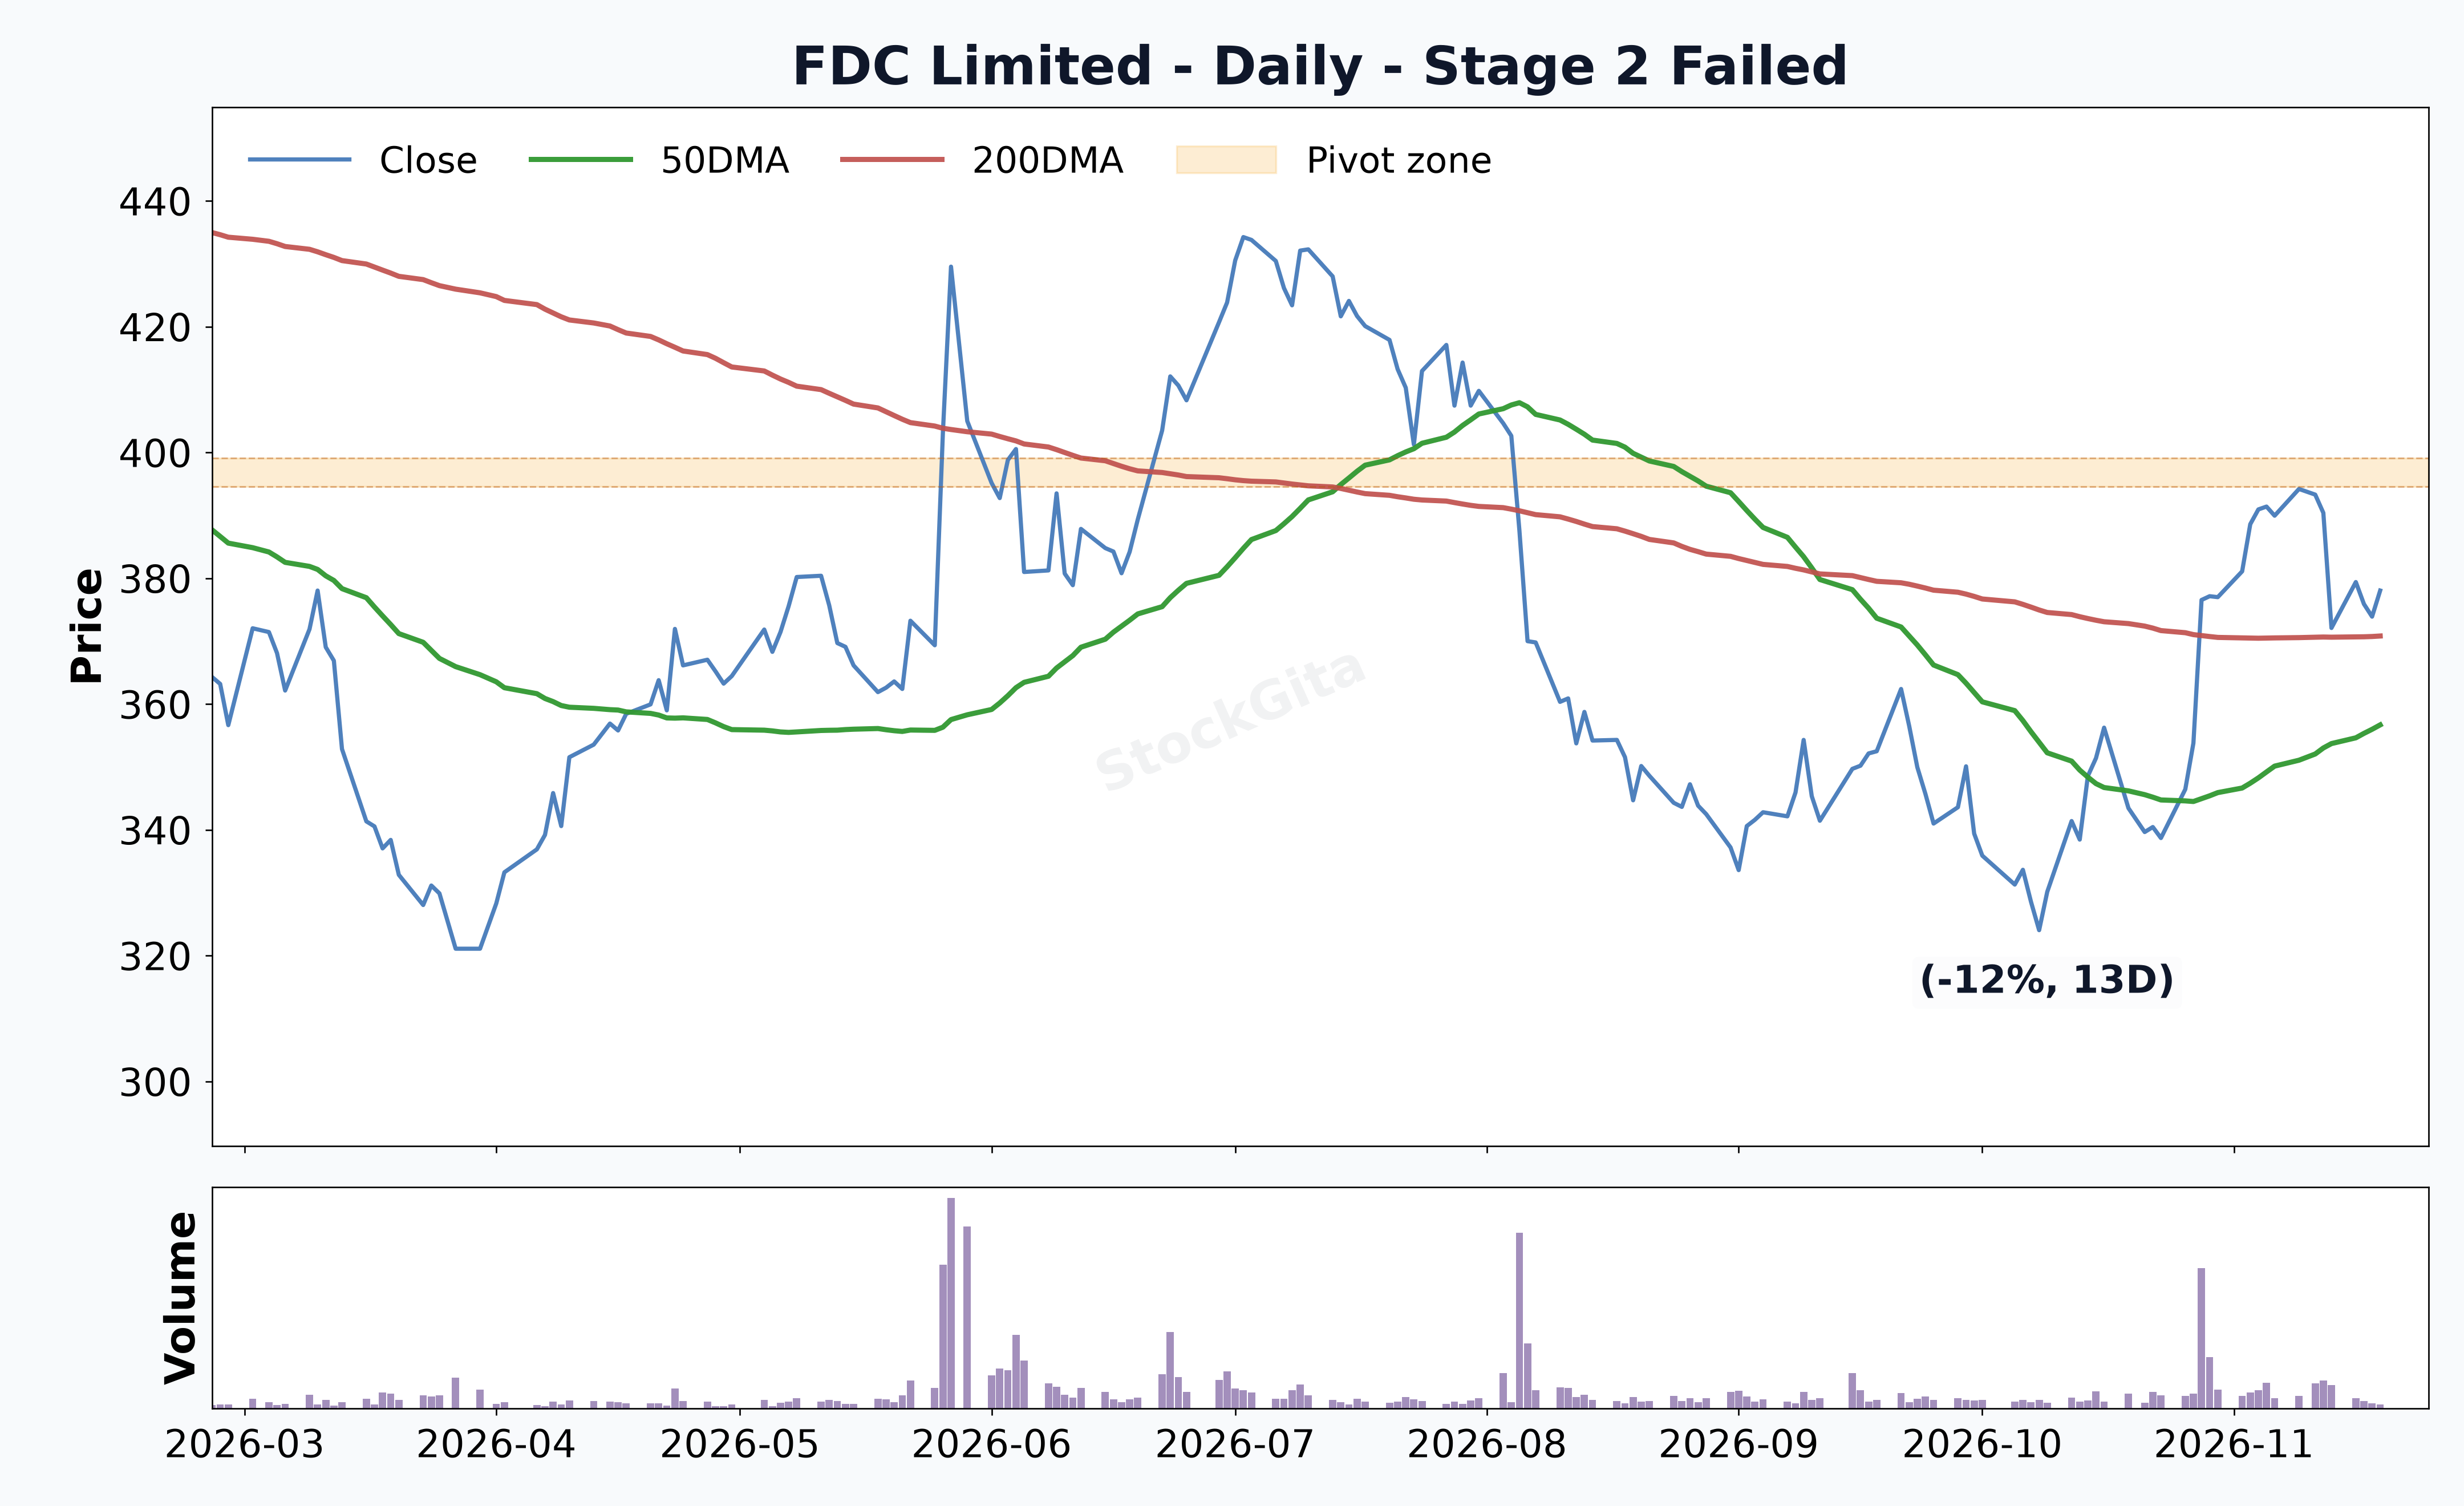 FDC Limited - Daily - Stage 2 Failed
Close 50DMA 200DMA Pivot zone
440
420
400
380
360
340
320
300
Price
StockGita
(-12%, 13D)
Volume
2026-03 2026-04 2026-05 2026-06 2026-07 2026-08 2026-09 2026-10 2026-11